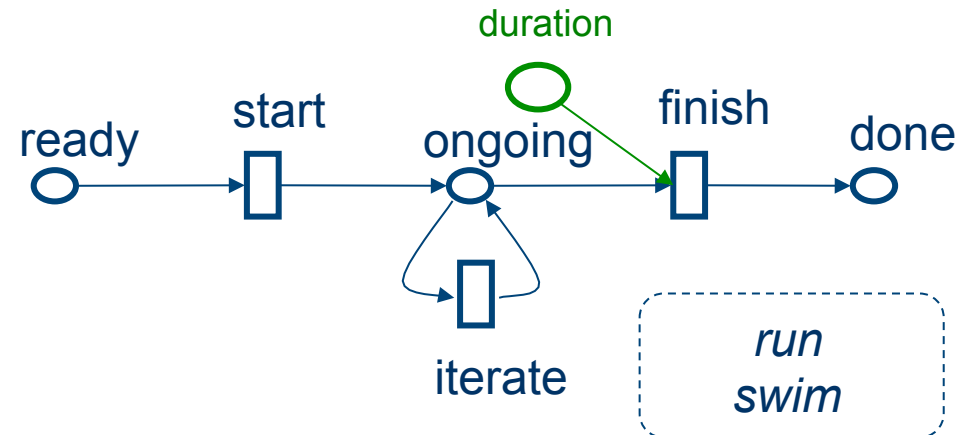 duration
start
finish
ready
ongoing
done
iterate
run
swim